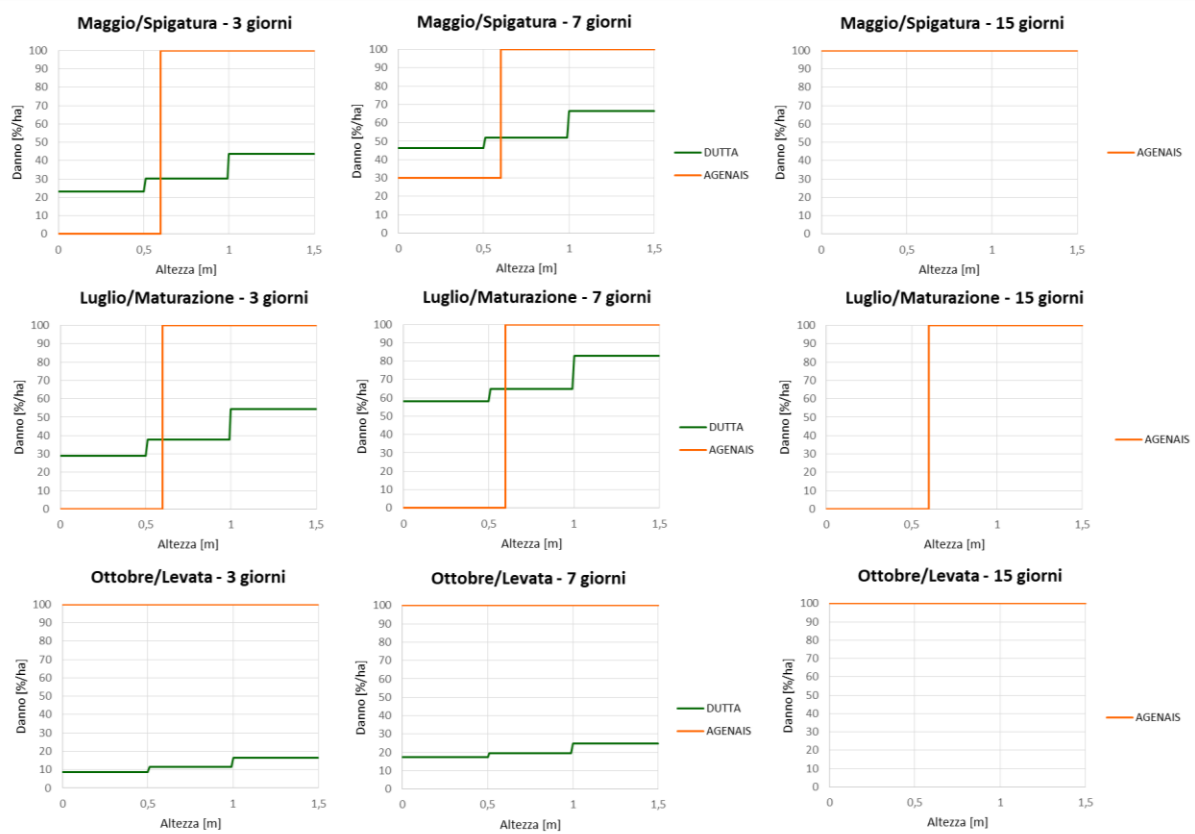 Maggio/Spigatura - 3 giorni
Danno [%/ha]
100
90
80
70
60
50
40
30
20
10
0
0 0,5 1 1,5
Altezza [m]
Maggio/Spigatura - 7 giorni
Danno [%/ha]
100
90
80
70
60
50
40
30
20
10
0
0 0,5 1 1,5
Altezza [m]
DUTTA
AGENAIS
Maggio/Spigatura - 15 giorni
Danno [%/ha]
100
90
80
70
60
50
40
30
20
10
0
0 0,5 1 1,5
Altezza [m]
AGENAIS
Luglio/Maturazione - 3 giorni
Danno [%/ha]
100
90
80
70
60
50
40
30
20
10
0
0 0,5 1 1,5
Altezza [m]
Luglio/Maturazione - 7 giorni
Danno [%/ha]
100
90
80
70
60
50
40
30
20
10
0
0 0,5 1 1,5
Altezza [m]
DUTTA
AGENAIS
Luglio/Maturazione - 15 giorni
Danno [%/ha]
100
90
80
70
60
50
40
30
20
10
0
0 0,5 1 1,5
Altezza [m]
AGENAIS
Ottobre/Levata - 3 giorni
Danno [%/ha]
100
90
80
70
60
50
40
30
20
10
0
0 0,5 1 1,5
Altezza [m]
Ottobre/Levata - 7 giorni
Danno [%/ha]
100
90
80
70
60
50
40
30
20
10
0
0 0,5 1 1,5
Altezza [m]
DUTTA
AGENAIS
Ottobre/Levata - 15 giorni
Danno [%/ha]
100
90
80
70
60
50
40
30
20
10
0
0 0,5 1 1,5
Altezza [m]
AGENAIS